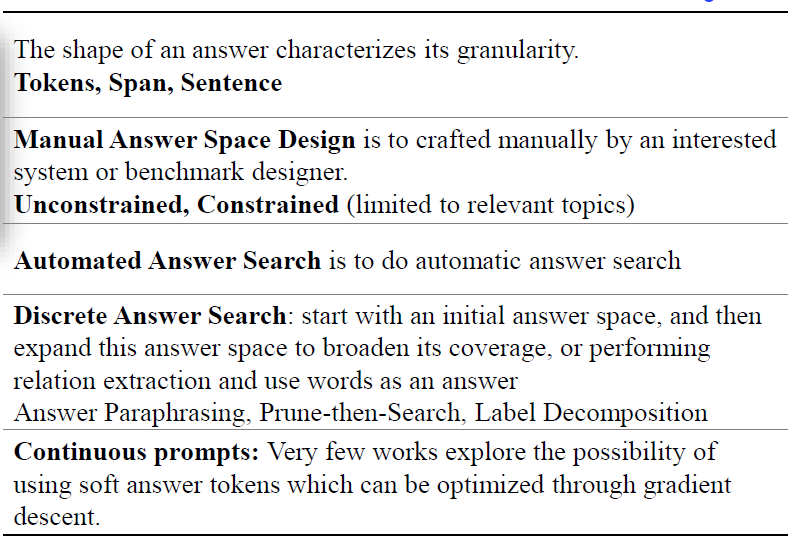 The shape of an answer characterizes its granularity.
Tokens, Span, Sentence
Manual Answer Space Design is to crafted manually by an interested
system or benchmark designer.
Unconstrained, Constrained (limited to relevant topics)
Automated Answer Search is to do automatic answer search
Discrete Answer Search: start with an initial answer space, and then
expand this answer space to broaden its coverage, or performing
relation extraction and use words as an answer
Answer Paraphrasing, Prune-then-Search, Label Decomposition
Continuous prompts: Very few works explore the possibility of
using soft answer tokens which can be optimized through gradient
descent.